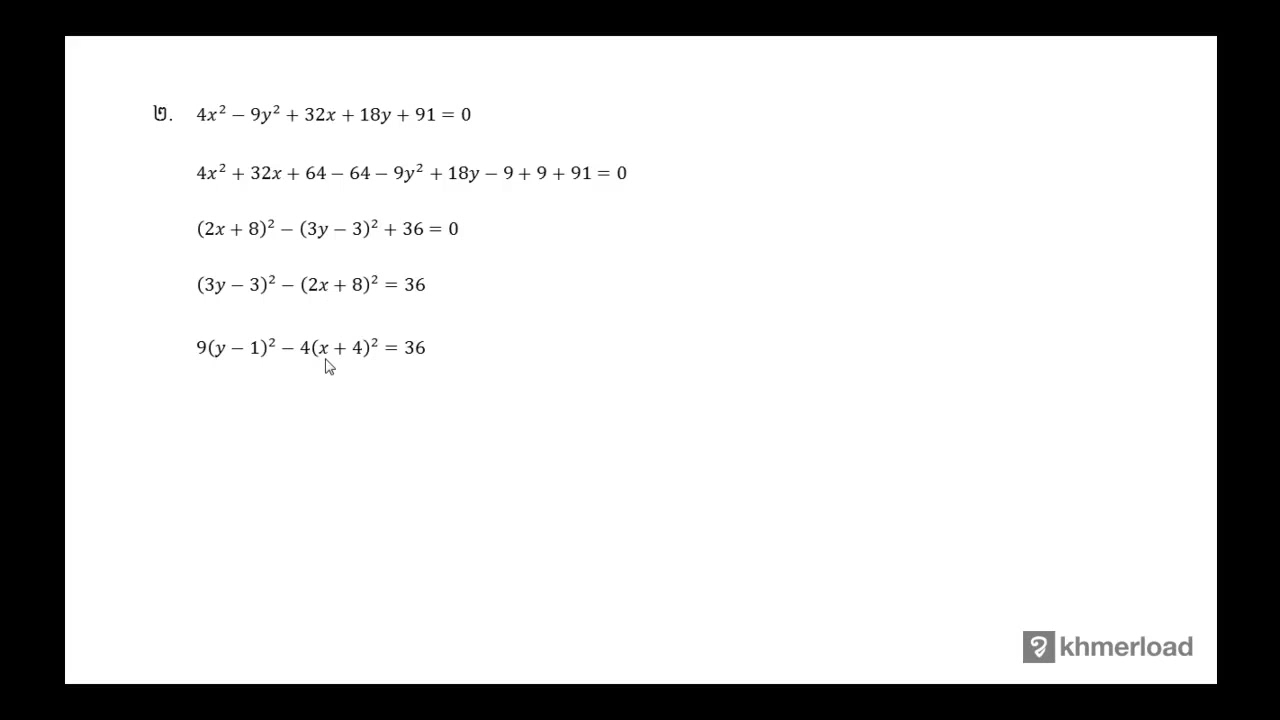 ២. 4x² − 9y² + 32x + 18y + 91 = 0
4x² + 32x + 64 − 64 − 9y² + 18y − 9 + 9 + 91 = 0
(2x + 8)² − (3y − 3)² + 36 = 0
(3y − 3)² − (2x + 8)² = 36
9(y − 1)² − 4(x + 4)² = 36
khmerload